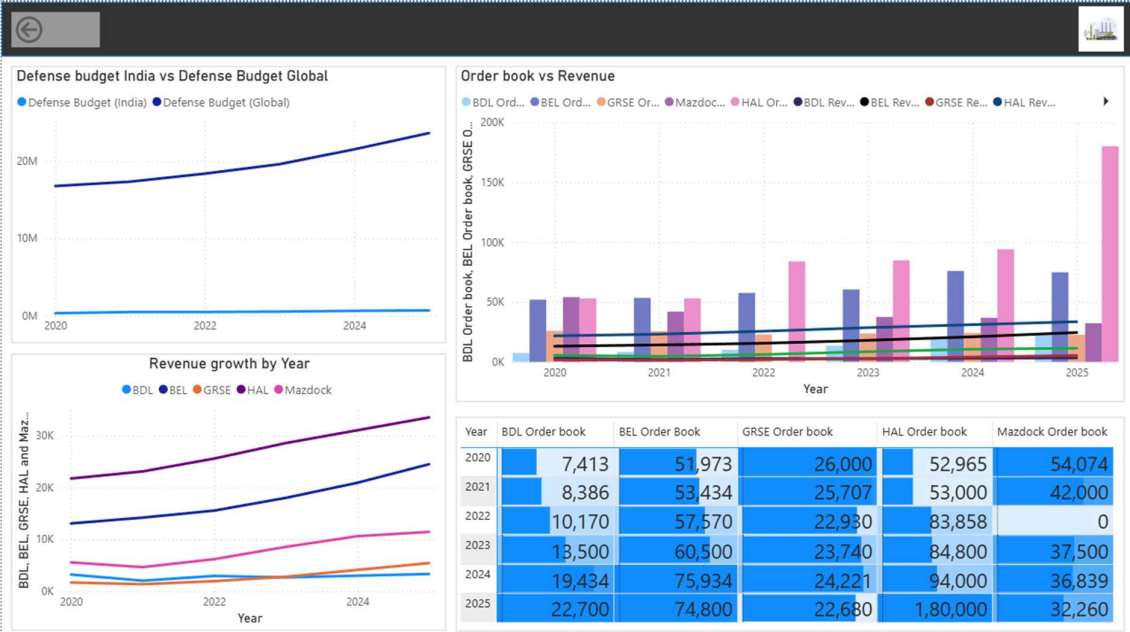 Defense budget India vs Defense Budget Global
Defense Budget (India) Defense Budget (Global)
20M
10M
0M
2020 2022 2024
Revenue growth by Year
BDL BEL GRSE HAL Mazdock
BDL, BEL, GRSE, HAL and Maz...
30K
20K
10K
0K
2020 2022 2024
Year
Order book vs Revenue
BDL Ord... BEL Ord... GRSE Or... Mazdoc... HAL Or... BDL Rev... BEL Rev... GRSE Re... HAL Rev...
BDL Order book, BEL Order book, GRSE O...
200K
150K
100K
50K
0K
2020 2021 2022 2023 2024 2025
Year
Year BDL Order book BEL Order Book GRSE Order book HAL Order book Mazdock Order book
2020 7,413 51,973 26,000 52,965 54,074
2021 8,386 53,434 25,707 53,000 42,000
2022 10,170 57,570 22,930 83,858 0
2023 13,500 60,500 23,740 84,800 37,500
2024 19,434 75,934 24,221 94,000 36,839
2025 22,700 74,800 22,680 1,80,000 32,260